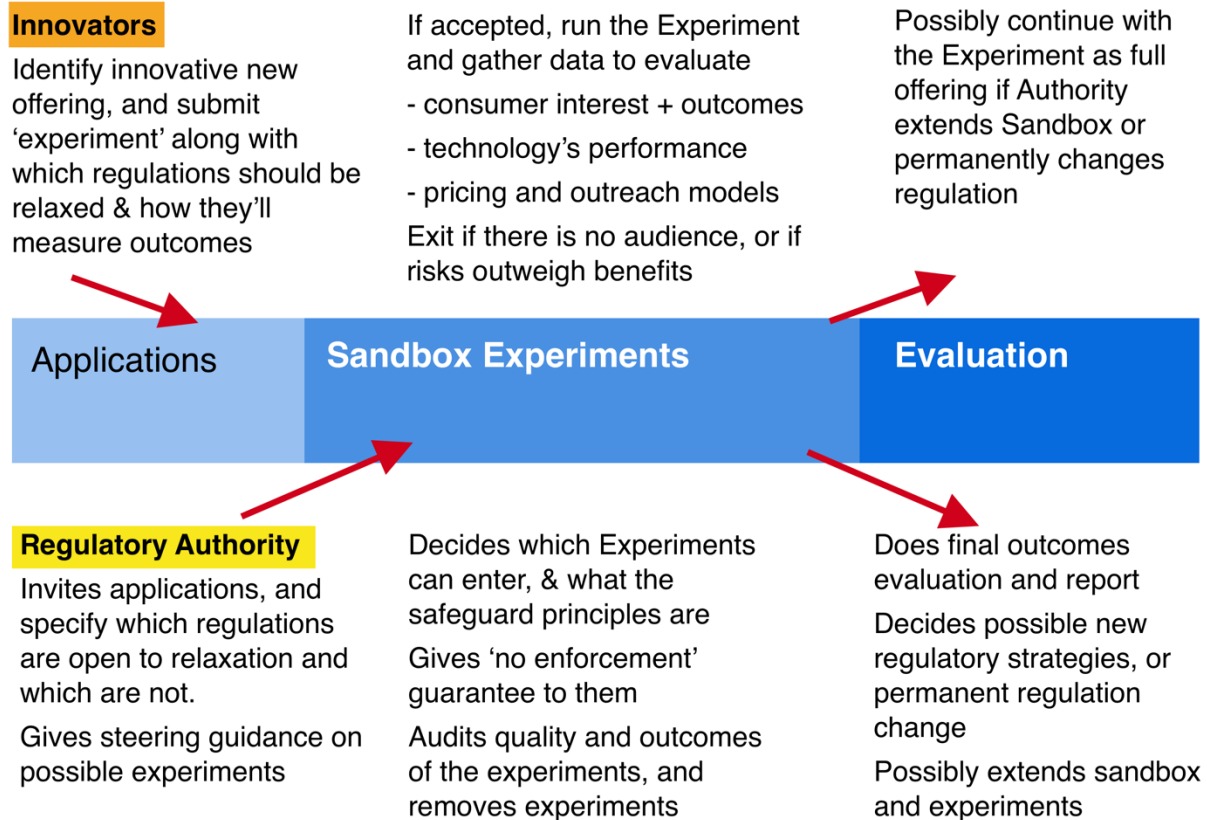 Innovators
Identify innovative new
offering, and submit
‘experiment’ along with
which regulations should be
relaxed & how they’ll
measure outcomes
If accepted, run the Experiment
and gather data to evaluate
- consumer interest + outcomes
- technology’s performance
- pricing and outreach models
Exit if there is no audience, or if
risks outweigh benefits
Possibly continue with
the Experiment as full
offering if Authority
extends Sandbox or
permanently changes
regulation
Applications
Sandbox Experiments
Evaluation
Regulatory Authority
Invites applications, and
specify which regulations
are open to relaxation and
which are not.
Gives steering guidance on
possible experiments
Decides which Experiments
can enter, & what the
safeguard principles are
Gives ‘no enforcement’
guarantee to them
Audits quality and outcomes
of the experiments, and
removes experiments
Does final outcomes
evaluation and report
Decides possible new
regulatory strategies, or
permanent regulation
change
Possibly extends sandbox
and experiments